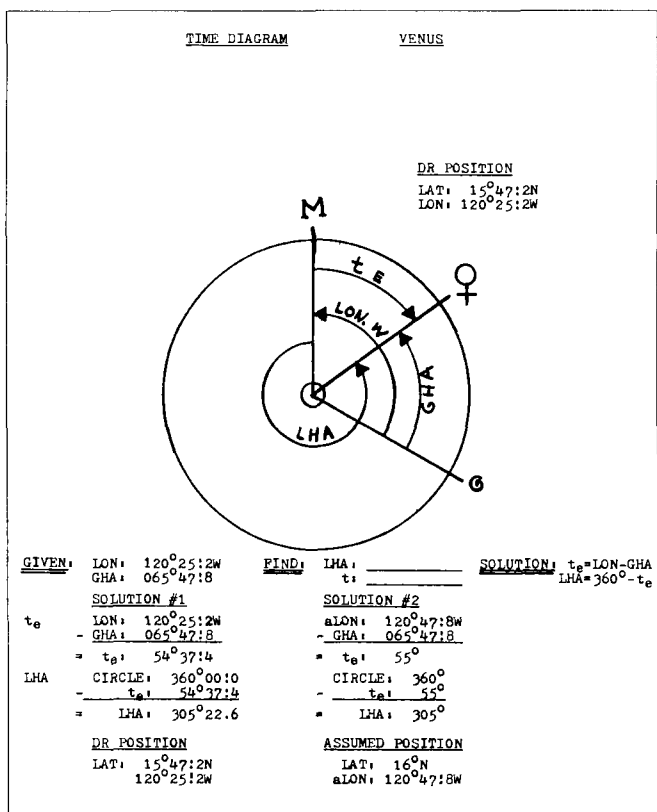 TIME DIAGRAM VENUS
DR POSITION
LAT: 15°47:2N
LON: 120°25:2W
M
t E
♀
LON. W
GHA
LHA
G
GIVEN: LON: 120°25:2W FIND: LHA: SOLUTION: te=LON-GHA
GHA: 065°47:8 t: LHA=360°-te
SOLUTION #1 SOLUTION #2
te LON: 120°25:2W aLON: 120°47:8W
- GHA: 065°47:8 - GHA: 065°47:8
= te: 54°37:4 = te: 55°
LHA CIRCLE: 360°00:0 CIRCLE: 360°
- te: 54°37:4 - te: 55°
= LHA: 305°22.6 = LHA: 305°
DR POSITION ASSUMED POSITION
LAT: 15°47:2N LAT: 16°N
120°25:2W aLON: 120°47:8W